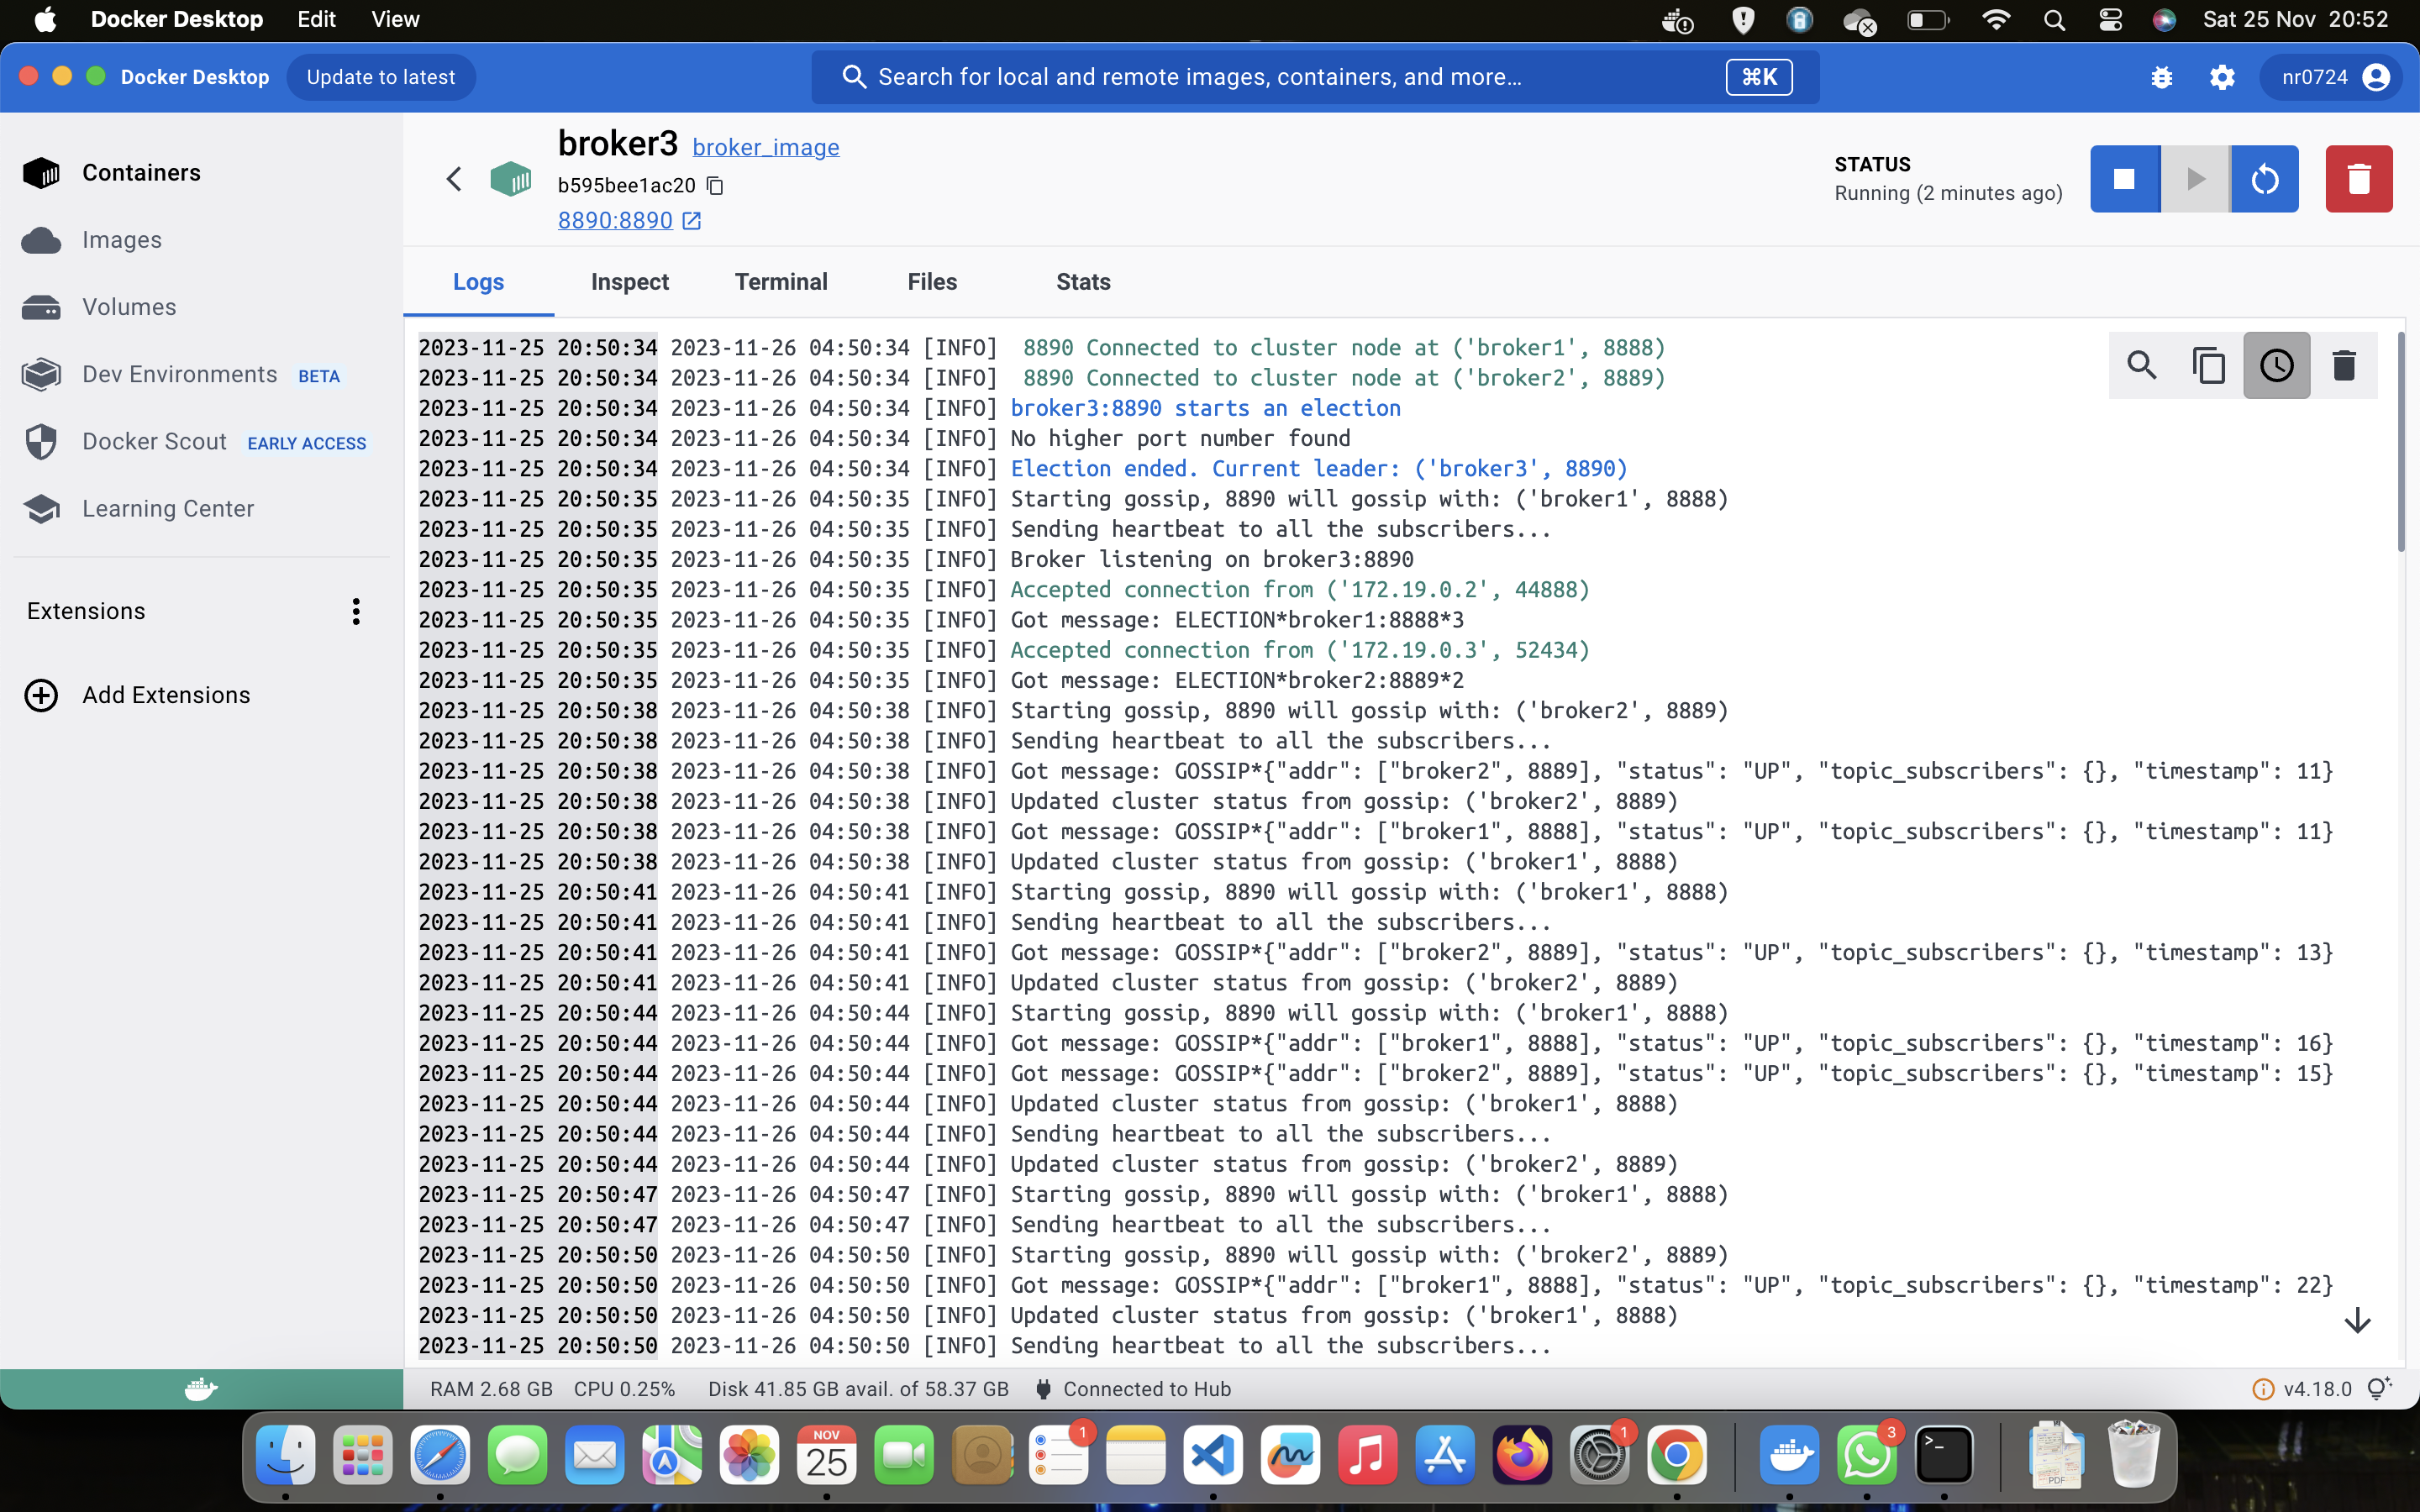 Docker Desktop Edit View Sat 25 Nov 20:52
Docker Desktop Update to latest Search for local and remote images, containers, and more... ⌘K nr0724
Containers
Images
Volumes
Dev Environments BETA
Docker Scout EARLY ACCESS
Learning Center
Extensions
Add Extensions
broker3 broker_image
b595bee1ac20
8890:8890
STATUS
Running (2 minutes ago)
Logs Inspect Terminal Files Stats
2023-11-25 20:50:34 2023-11-26 04:50:34 [INFO] 8890 Connected to cluster node at ('broker1', 8888)
2023-11-25 20:50:34 2023-11-26 04:50:34 [INFO] 8890 Connected to cluster node at ('broker2', 8889)
2023-11-25 20:50:34 2023-11-26 04:50:34 [INFO] broker3:8890 starts an election
2023-11-25 20:50:34 2023-11-26 04:50:34 [INFO] No higher port number found
2023-11-25 20:50:34 2023-11-26 04:50:34 [INFO] Election ended. Current leader: ('broker3', 8890)
2023-11-25 20:50:35 2023-11-26 04:50:35 [INFO] Starting gossip, 8890 will gossip with: ('broker1', 8888)
2023-11-25 20:50:35 2023-11-26 04:50:35 [INFO] Sending heartbeat to all the subscribers...
2023-11-25 20:50:35 2023-11-26 04:50:35 [INFO] Broker listening on broker3:8890
2023-11-25 20:50:35 2023-11-26 04:50:35 [INFO] Accepted connection from ('172.19.0.2', 44888)
2023-11-25 20:50:35 2023-11-26 04:50:35 [INFO] Got message: ELECTION*broker1:8888*3
2023-11-25 20:50:35 2023-11-26 04:50:35 [INFO] Accepted connection from ('172.19.0.3', 52434)
2023-11-25 20:50:35 2023-11-26 04:50:35 [INFO] Got message: ELECTION*broker2:8889*2
2023-11-25 20:50:38 2023-11-26 04:50:38 [INFO] Starting gossip, 8890 will gossip with: ('broker2', 8889)
2023-11-25 20:50:38 2023-11-26 04:50:38 [INFO] Sending heartbeat to all the subscribers...
2023-11-25 20:50:38 2023-11-26 04:50:38 [INFO] Got message: GOSSIP*{"addr": ["broker2", 8889], "status": "UP", "topic_subscribers": {}, "timestamp": 11}
2023-11-25 20:50:38 2023-11-26 04:50:38 [INFO] Updated cluster status from gossip: ('broker2', 8889)
2023-11-25 20:50:38 2023-11-26 04:50:38 [INFO] Got message: GOSSIP*{"addr": ["broker1", 8888], "status": "UP", "topic_subscribers": {}, "timestamp": 11}
2023-11-25 20:50:38 2023-11-26 04:50:38 [INFO] Updated cluster status from gossip: ('broker1', 8888)
2023-11-25 20:50:41 2023-11-26 04:50:41 [INFO] Starting gossip, 8890 will gossip with: ('broker1', 8888)
2023-11-25 20:50:41 2023-11-26 04:50:41 [INFO] Sending heartbeat to all the subscribers...
2023-11-25 20:50:41 2023-11-26 04:50:41 [INFO] Got message: GOSSIP*{"addr": ["broker2", 8889], "status": "UP", "topic_subscribers": {}, "timestamp": 13}
2023-11-25 20:50:41 2023-11-26 04:50:41 [INFO] Updated cluster status from gossip: ('broker2', 8889)
2023-11-25 20:50:44 2023-11-26 04:50:44 [INFO] Starting gossip, 8890 will gossip with: ('broker1', 8888)
2023-11-25 20:50:44 2023-11-26 04:50:44 [INFO] Got message: GOSSIP*{"addr": ["broker1", 8888], "status": "UP", "topic_subscribers": {}, "timestamp": 16}
2023-11-25 20:50:44 2023-11-26 04:50:44 [INFO] Got message: GOSSIP*{"addr": ["broker2", 8889], "status": "UP", "topic_subscribers": {}, "timestamp": 15}
2023-11-25 20:50:44 2023-11-26 04:50:44 [INFO] Updated cluster status from gossip: ('broker1', 8888)
2023-11-25 20:50:44 2023-11-26 04:50:44 [INFO] Sending heartbeat to all the subscribers...
2023-11-25 20:50:44 2023-11-26 04:50:44 [INFO] Updated cluster status from gossip: ('broker2', 8889)
2023-11-25 20:50:47 2023-11-26 04:50:47 [INFO] Starting gossip, 8890 will gossip with: ('broker1', 8888)
2023-11-25 20:50:47 2023-11-26 04:50:47 [INFO] Sending heartbeat to all the subscribers...
2023-11-25 20:50:50 2023-11-26 04:50:50 [INFO] Starting gossip, 8890 will gossip with: ('broker2', 8889)
2023-11-25 20:50:50 2023-11-26 04:50:50 [INFO] Got message: GOSSIP*{"addr": ["broker1", 8888], "status": "UP", "topic_subscribers": {}, "timestamp": 22}
2023-11-25 20:50:50 2023-11-26 04:50:50 [INFO] Updated cluster status from gossip: ('broker1', 8888)
2023-11-25 20:50:50 2023-11-26 04:50:50 [INFO] Sending heartbeat to all the subscribers...
RAM 2.68 GB CPU 0.25% Disk 41.85 GB avail. of 58.37 GB Connected to Hub v4.18.0
NOV
25
1
1
3
>_
PDF